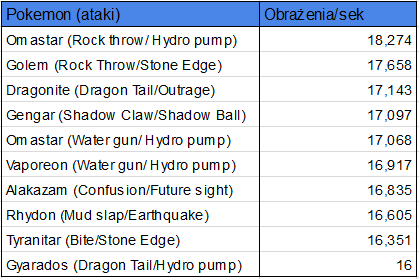 Pokemon (ataki) Obrażenia/sek
Omastar (Rock throw/ Hydro pump) 18,274
Golem (Rock Throw/Stone Edge) 17,658
Dragonite (Dragon Tail/Outrage) 17,143
Gengar (Shadow Claw/Shadow Ball) 17,097
Omastar (Water gun/ Hydro pump) 17,068
Vaporeon (Water gun/ Hydro pump) 16,917
Alakazam (Confusion/Future sight) 16,835
Rhydon (Mud slap/Earthquake) 16,605
Tyranitar (Bite/Stone Edge) 16,351
Gyarados (Dragon Tail/Hydro pump) 16